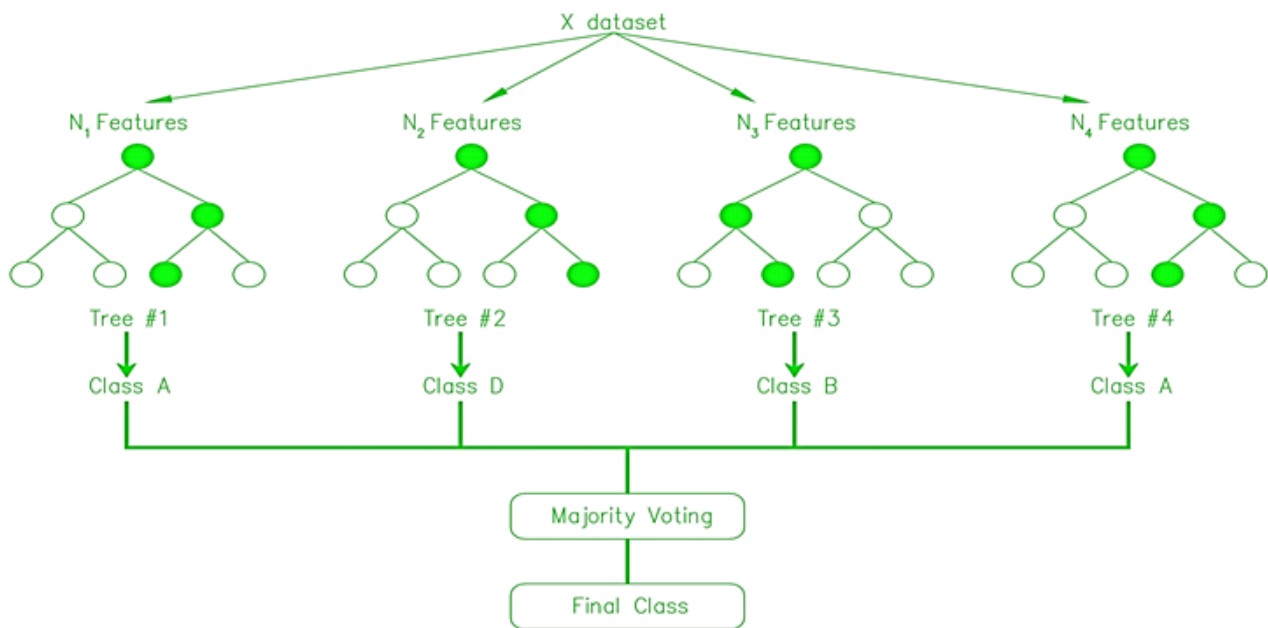 X dataset
N₁ Features
N₂ Features
N₃ Features
N₄ Features
Tree #1
Tree #2
Tree #3
Tree #4
Class A
Class D
Class B
Class A
Majority Voting
Final Class